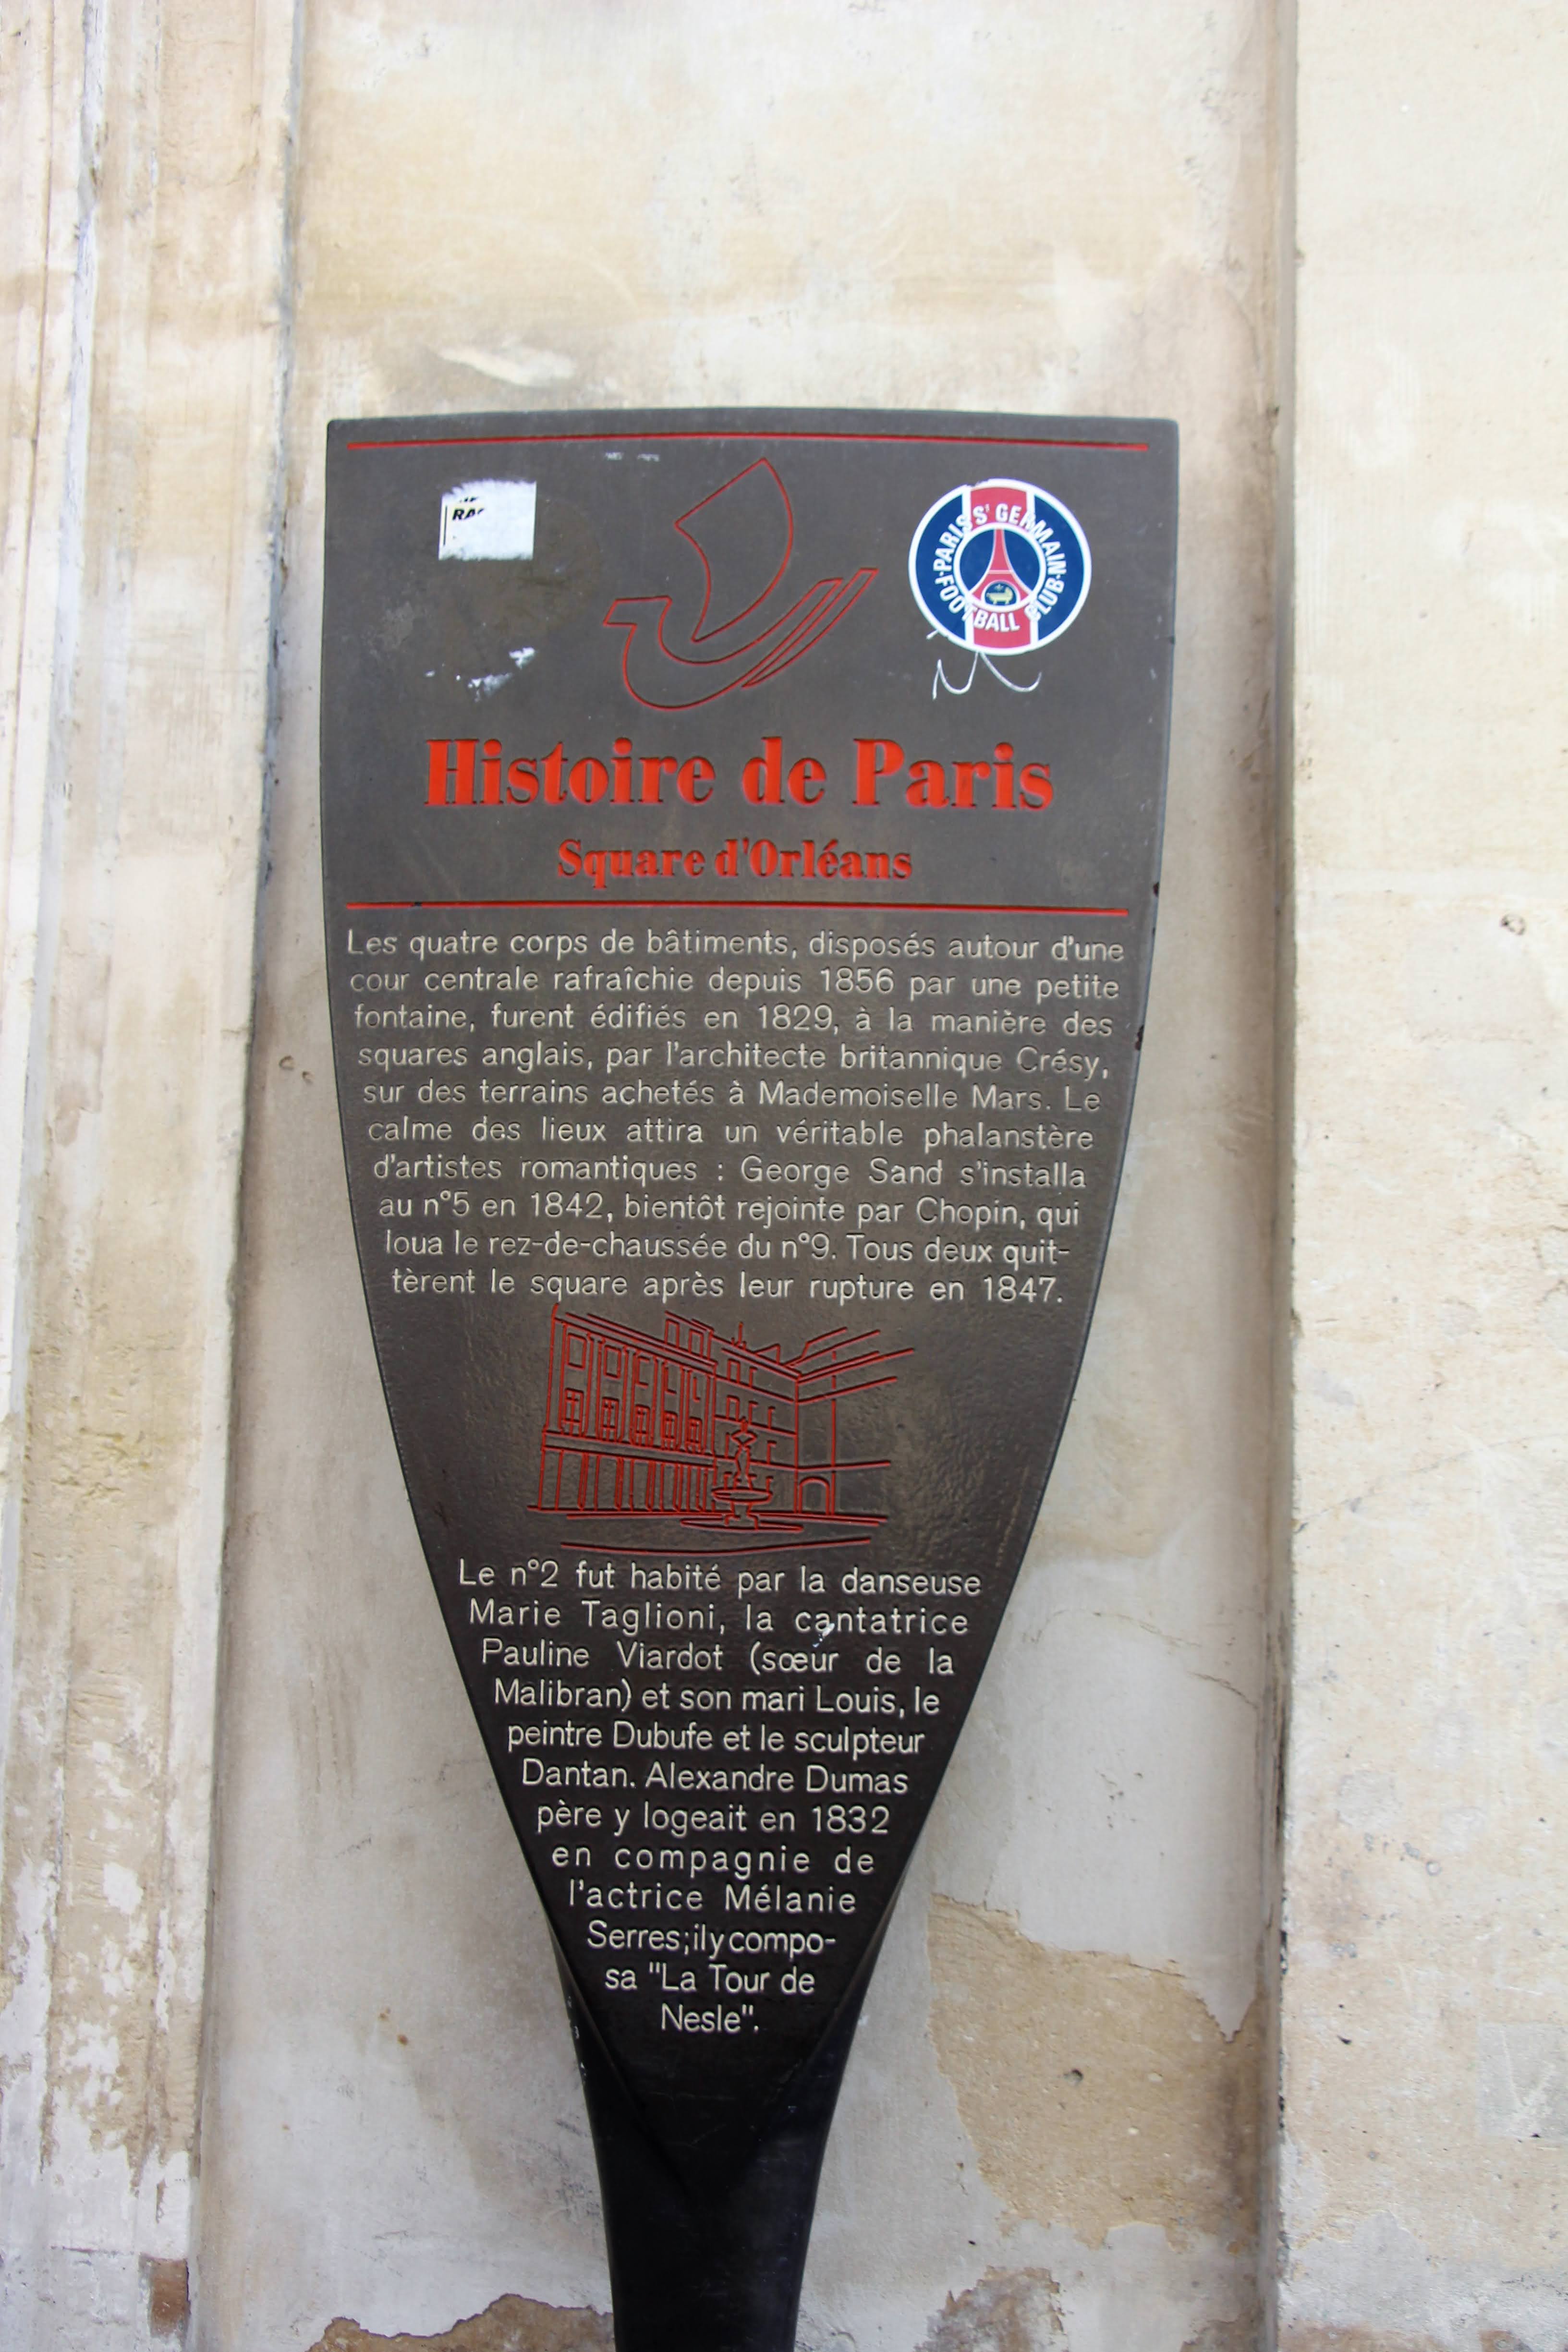 RA
PARIS St GERMAIN
FOOTBALL CLUB
Histoire de Paris
Square d'Orléans
Les quatre corps de bâtiments, disposés autour d'une
cour centrale rafraîchie depuis 1856 par une petite
fontaine, furent édifiés en 1829, à la manière des
squares anglais, par l'architecte britannique Crésy,
sur des terrains achetés à Mademoiselle Mars. Le
calme des lieux attira un véritable phalanstère
d'artistes romantiques : George Sand s'installa
au n°5 en 1842, bientôt rejointe par Chopin, qui
loua le rez-de-chaussée du n°9. Tous deux quit-
tèrent le square après leur rupture en 1847.
Le n°2 fut habité par la danseuse
Marie Taglioni, la cantatrice
Pauline Viardot (sœur de la
Malibran) et son mari Louis, le
peintre Dubufe et le sculpteur
Dantan. Alexandre Dumas
père y logeait en 1832
en compagnie de
l'actrice Mélanie
Serres; il y compo-
sa "La Tour de
Nesle".